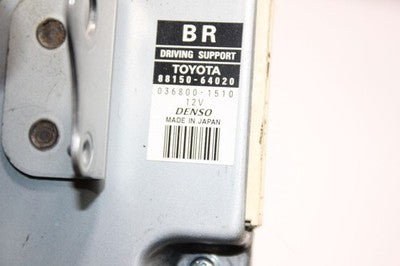 BR
DRIVING SUPPORT
TOYOTA
88150-64020
036800-1510
12V
DENSO
MADE IN JAPAN